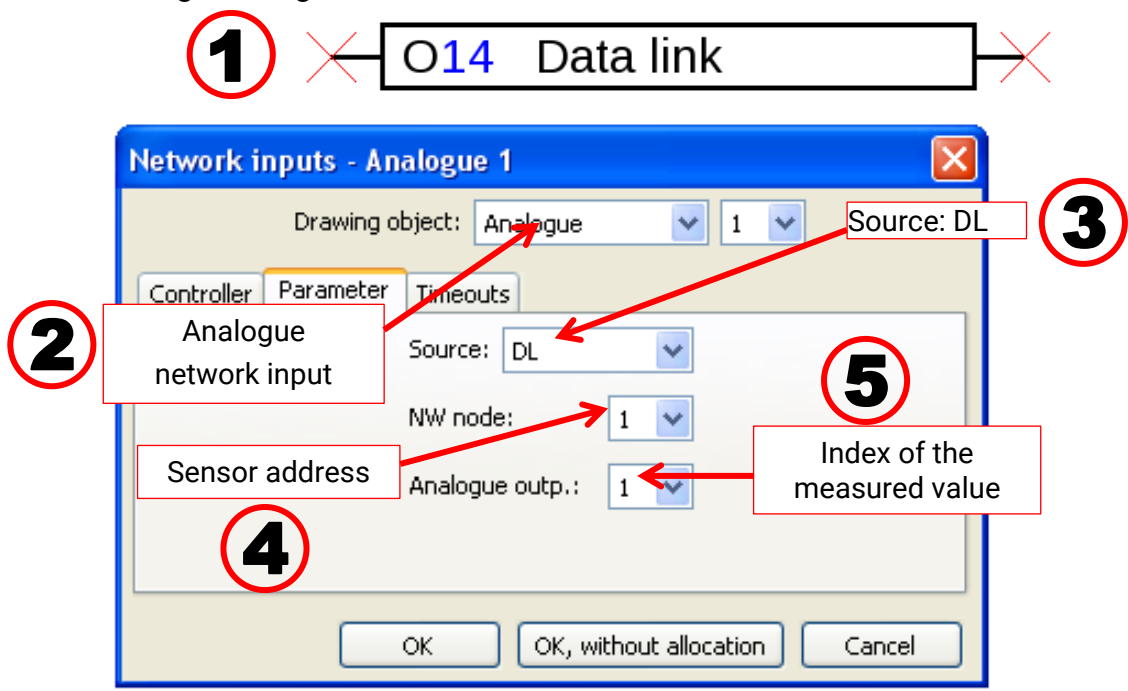 1
O14 Data link
Network inputs - Analogue 1
Drawing object: Analogue 1
Source: DL
3
Controller Parameter Timeouts
2
Analogue
network input
Source: DL
5
NW node: 1
Sensor address
Analogue outp.: 1
Index of the
measured value
4
OK OK, without allocation Cancel